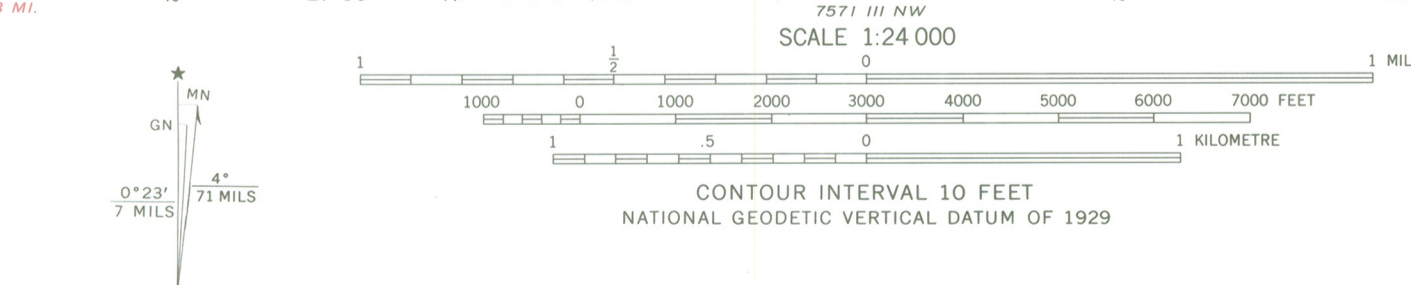 7571 III NW
SCALE 1:24 000
1 1/2 0 1
1000 0 1000 2000 3000 4000 5000 6000 7000 FEET
1 .5 0 1 KILOMETRE
CONTOUR INTERVAL 10 FEET
NATIONAL GEODETIC VERTICAL DATUM OF 1929
MI.
★
MN
GN
0°23′
7 MILS
4°
71 MILS